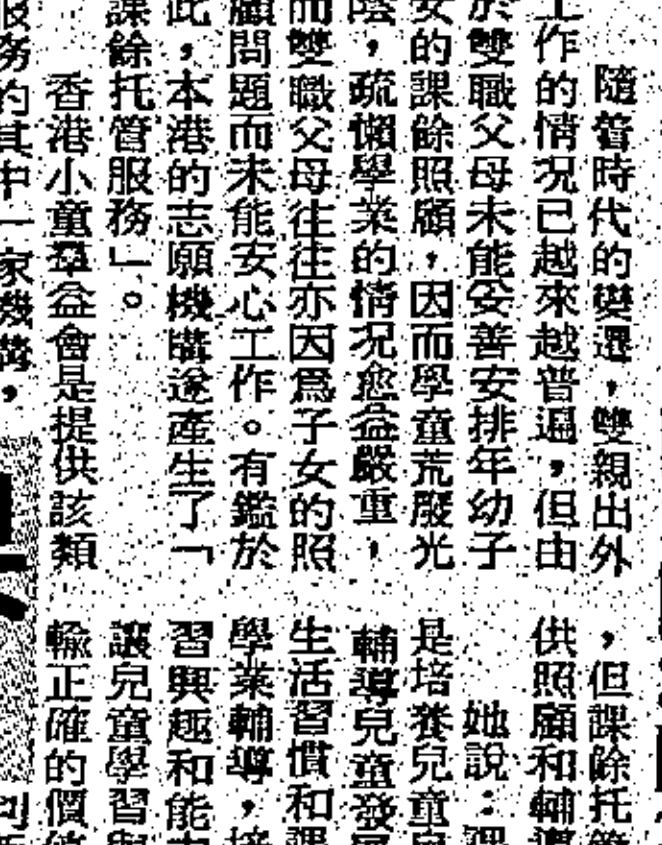 隨着時代的變遷，雙親出外
工作的情况已越來越普遍，但由
於雙職父母未能妥善安排年幼子
女的課餘照顧，因而學童荒廢光
陰，疏懶學業的情况愈益嚴重，
而雙職父母往往亦因爲子女的照
顧問題而未能安心工作。有鑑於
此，本港的志願機構遂產生了「
課餘托管服務」。
香港小童羣益會是提供該類
服務的其中一家機構，
，但課餘托管
供照顧和輔導
她說：課
是培養兒童良
輔導兒童發展
生活習慣和課
學業輔導，培
習興趣和能
讓兒童學習與
輸正確的價值